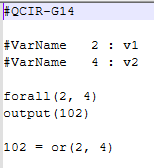 #QCIR-G14
#VarName   2 : v1
#VarName   4 : v2
forall(2, 4)
output(102)
102 = or(2, 4)